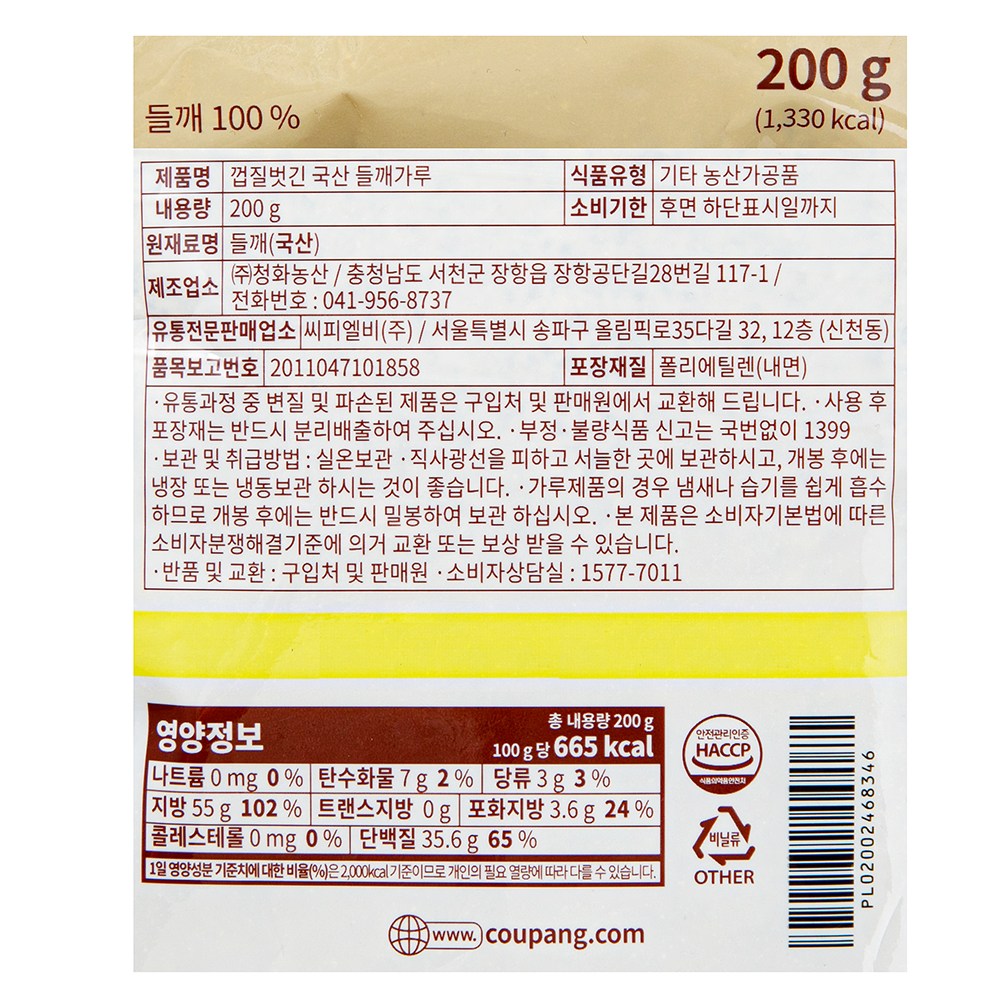 200 g
들깨 100 %
(1,330 kcal)
제품명 껍질벗긴 국산 들깨가루 식품유형 기타 농산가공품
내용량 200 g 소비기한 후면 하단표시일까지
원재료명 들깨(국산)
제조업소 ㈜청화농산 / 충청남도 서천군 장항읍 장항공단길28번길 117-1 /
전화번호 : 041-956-8737
유통전문판매업소 씨피엘비(주) / 서울특별시 송파구 올림픽로35다길 32, 12층 (신천동)
품목보고번호 2011047101858 포장재질 폴리에틸렌(내면)
·유통과정 중 변질 및 파손된 제품은 구입처 및 판매원에서 교환해 드립니다. ·사용 후
포장재는 반드시 분리배출하여 주십시오. ·부정·불량식품 신고는 국번없이 1399
·보관 및 취급방법 : 실온보관 ·직사광선을 피하고 서늘한 곳에 보관하시고, 개봉 후에는
냉장 또는 냉동보관 하시는 것이 좋습니다. ·가루제품의 경우 냄새나 습기를 쉽게 흡수
하므로 개봉 후에는 반드시 밀봉하여 보관 하십시오. ·본 제품은 소비자기본법에 따른
소비자분쟁해결기준에 의거 교환 또는 보상 받을 수 있습니다.
·반품 및 교환 : 구입처 및 판매원 ·소비자상담실 : 1577-7011
영양정보
총 내용량 200 g
100 g 당 665 kcal
나트륨 0 mg 0 % 탄수화물 7 g 2 % 당류 3 g 3 %
지방 55 g 102 % 트랜스지방 0 g 포화지방 3.6 g 24 %
콜레스테롤 0 mg 0 % 단백질 35.6 g 65 %
1일 영양성분 기준치에 대한 비율(%)은 2,000kcal 기준이므로 개인의 필요 열량에 따라 다를 수 있습니다.
안전관리인증
HACCP
식품의약품안전처
비닐류
OTHER
PL02002468346
www. coupang.com